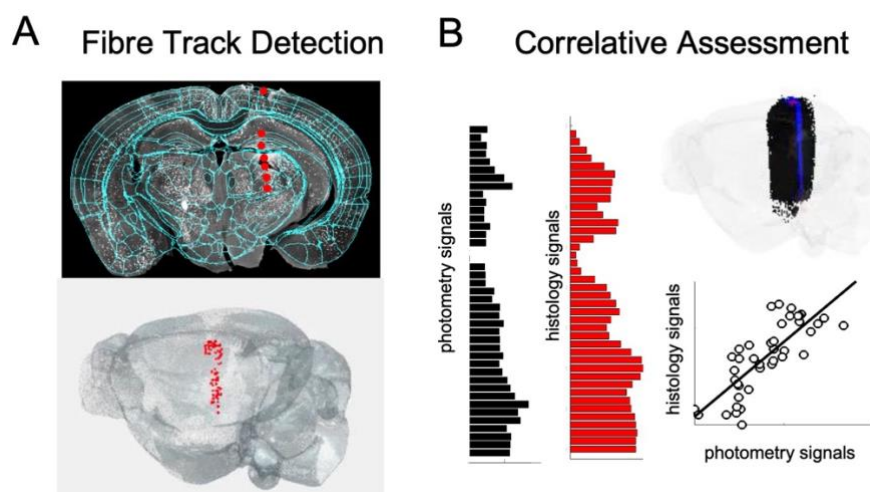 A
Fibre Track Detection
B
Correlative Assessment
photometry signals
histology signals
histology signals
photometry signals